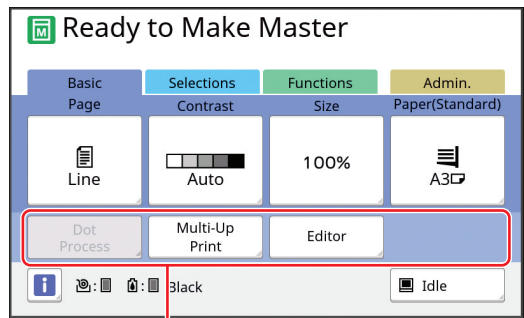 M
Ready to Make Master
Basic
Selections
Functions
Admin.
Page
Contrast
Size
Paper(Standard)
Line
Auto
100%
A3
Dot
Process
Multi-Up
Print
Editor
i
:
:
Black
Idle